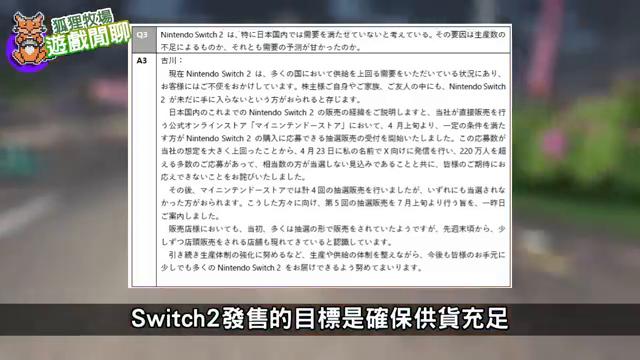 狐狸牧場
遊戲閒聊
Q3
Nintendo Switch 2 は、特に日本国内では需要を満たせていないと考えている。その要因は生産数の
不足によるものか、それとも需要の予測が甘かったのか。
A3
古川：
現在 Nintendo Switch 2 は、多くの国において供給を上回る需要をいただいている状況にあり、
お客様にはご不便をおかけしています。株主様ご自身やご家族、ご友人の中にも、Nintendo Switch
2 が未だに手に入らないという方がおられると存じます。
日本国内のこれまでの Nintendo Switch 2 の販売の経緯をご説明しますと、当社が直接販売を行
う公式オンラインストア「マイニンテンドーストア」において、4 月上旬より、一定の条件を満た
す方が Nintendo Switch 2 の購入に応募できる抽選販売の受付を開始いたしました。この応募数が
当社の想定を大きく上回ったことから、4 月 23 日に私の名前で X 向けに発信を行い、220 万人を超
える多数のご応募があって、相当数の方が当選しない見込みであることと共に、皆様のご期待にお
応えできないことをお詫びいたしました。
その後、マイニンテンドーストアでは計 4 回の抽選販売を行いましたが、いずれにも当選されな
かった方がおられます。こうした方々に向け、第 5 回の抽選販売を 7 月上旬より行う旨を、一昨日
ご案内しました。
販売店様においても、当初、多くは抽選の形で販売をされていたようですが、先週末頃から、少
しずつ店頭販売をされる店舗も現れてきていると認識しています。
引き続き生産体制の強化に努めるなど、生産や供給の体制を整えながら、今後も皆様のお手元に
少しでも多くの Nintendo Switch 2 をお届けできるよう努めてまいります。
Switch2發售的目標是確保供貨充足